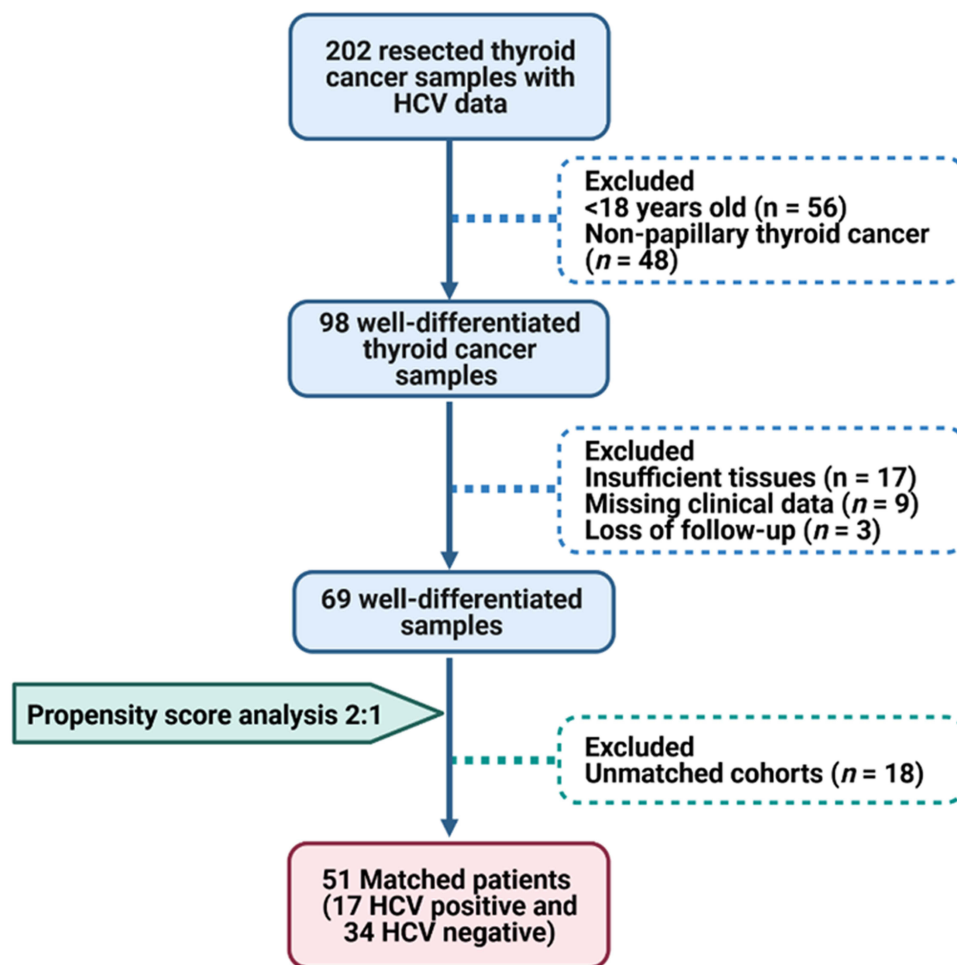 202 resected thyroid
cancer samples with
HCV data
Excluded
<18 years old (n = 56)
Non-papillary thyroid cancer
(n = 48)
98 well-differentiated
thyroid cancer
samples
Excluded
Insufficient tissues (n = 17)
Missing clinical data (n = 9)
Loss of follow-up (n = 3)
69 well-differentiated
samples
Propensity score analysis 2:1
Excluded
Unmatched cohorts (n = 18)
51 Matched patients
(17 HCV positive and
34 HCV negative)